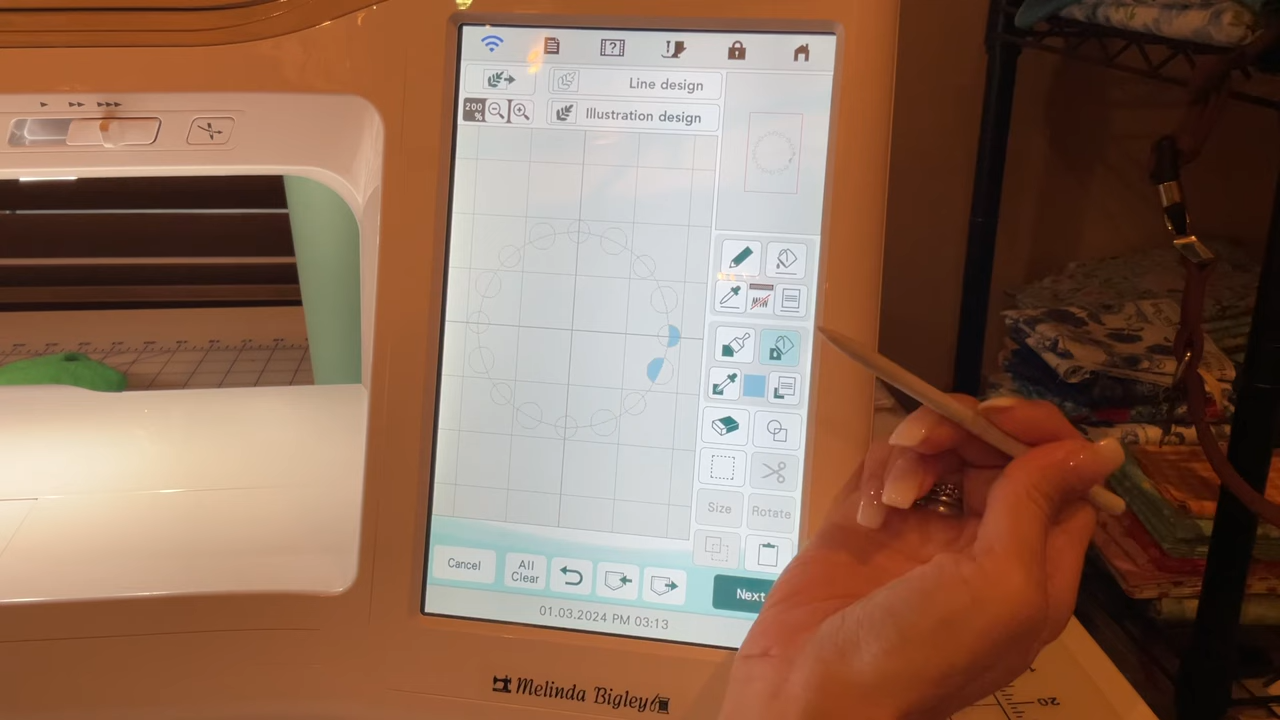 Line design
200
%
Illustration design
Size
Rotate
Cancel
All
Clear
Next
01.03.2024 PM 03:13
Melinda Bigley
20